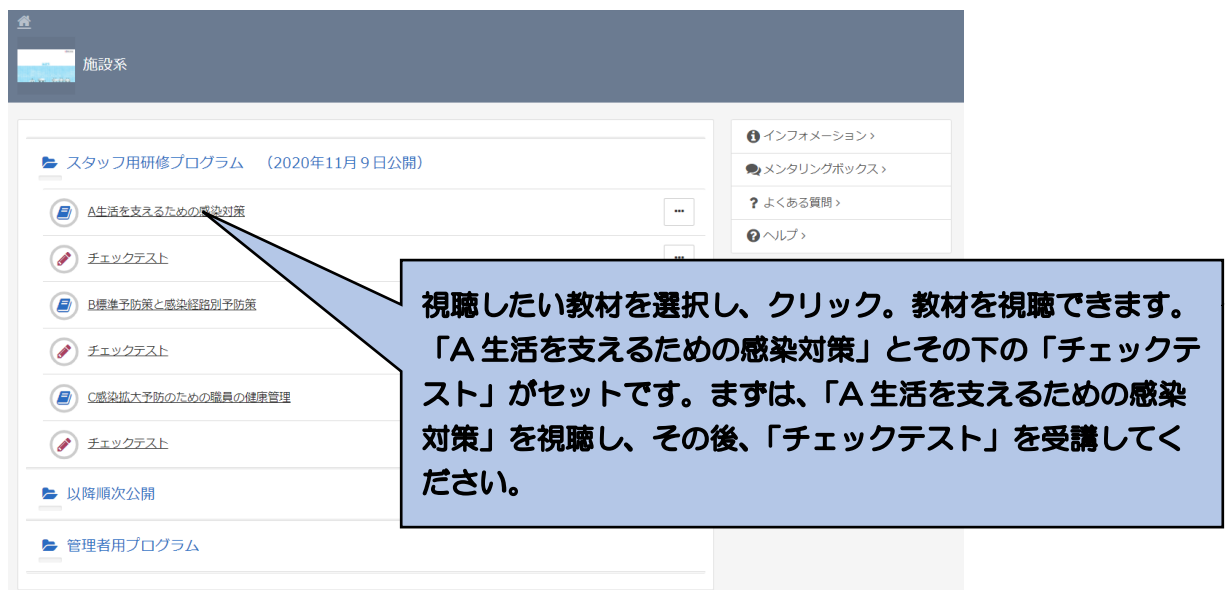 施設系
スタッフ用研修プログラム （2020年11月9日公開）
A生活を支えるための感染対策
チェックテスト
B標準予防策と感染経路別予防策
チェックテスト
C感染拡大予防のための職員の健康管理
チェックテスト
以降順次公開
管理者用プログラム
インフォメーション
メンタリングボックス
よくある質問
ヘルプ
視聴したい教材を選択し、クリック。教材を視聴できます。
「A 生活を支えるための感染対策」とその下の「チェックテ
スト」がセットです。まずは、「A 生活を支えるための感染
対策」を視聴し、その後、「チェックテスト」を受講してく
ださい。